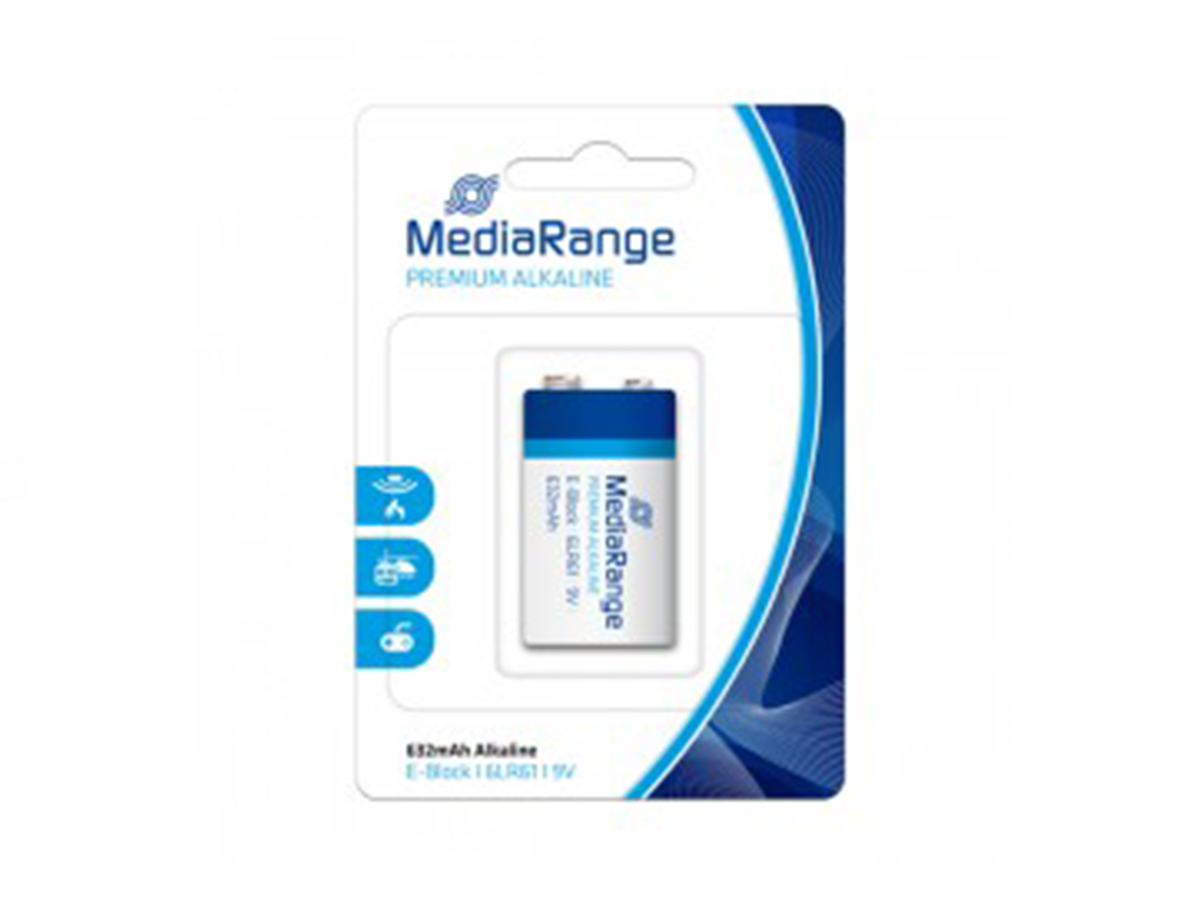 MediaRange
PREMIUM ALKALINE
MediaRange
PREMIUM ALKALINE
E-Block 6LR61 9V
632mAh
632mAh Alkaline
E-Block | 6LR61 | 9V